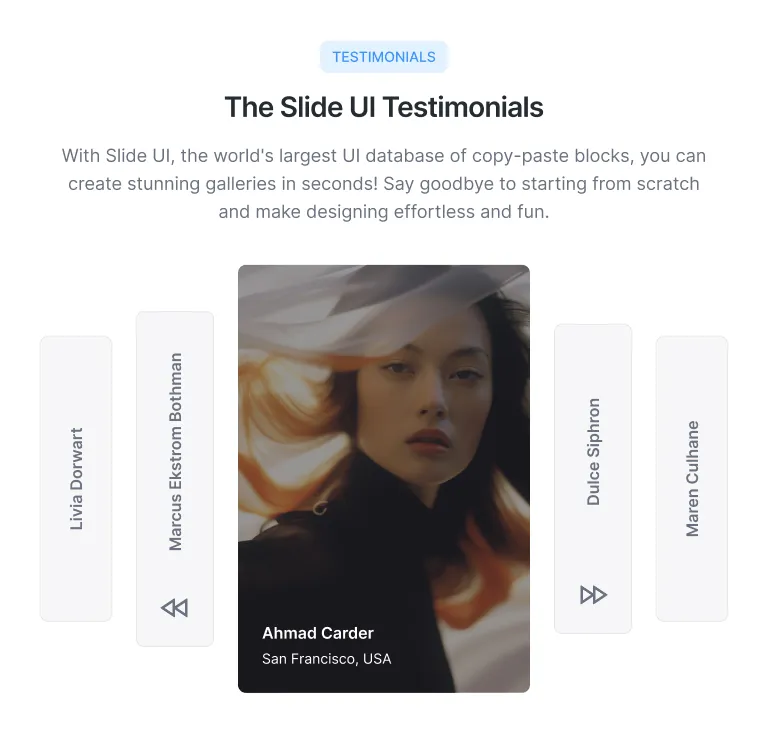 TESTIMONIALS
The Slide UI Testimonials
With Slide UI, the world's largest UI database of copy-paste blocks, you can
create stunning galleries in seconds! Say goodbye to starting from scratch
and make designing effortless and fun.
Livia Dorwart
Marcus Ekstrom Bothman
Ahmad Carder
San Francisco, USA
Dulce Siphron
Maren Culhane